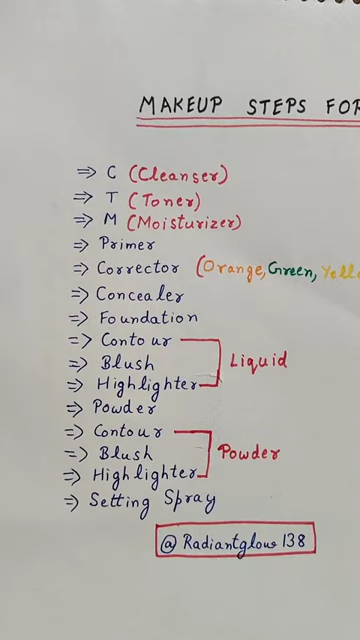 MAKEUP STEPS FOR
⇒ C (Cleanser)
⇒ T (Toner)
⇒ M (Moisturizer)
⇒ Primer
⇒ Corrector (Orange, Green, Yello
⇒ Concealer
⇒ Foundation
⇒ Contour
⇒ Blush
Liquid
⇒ Highlighter
⇒ Powder
⇒ Contour
⇒ Blush
Powder
⇒ Highlighter
⇒ Setting Spray
@ Radiantglow 138